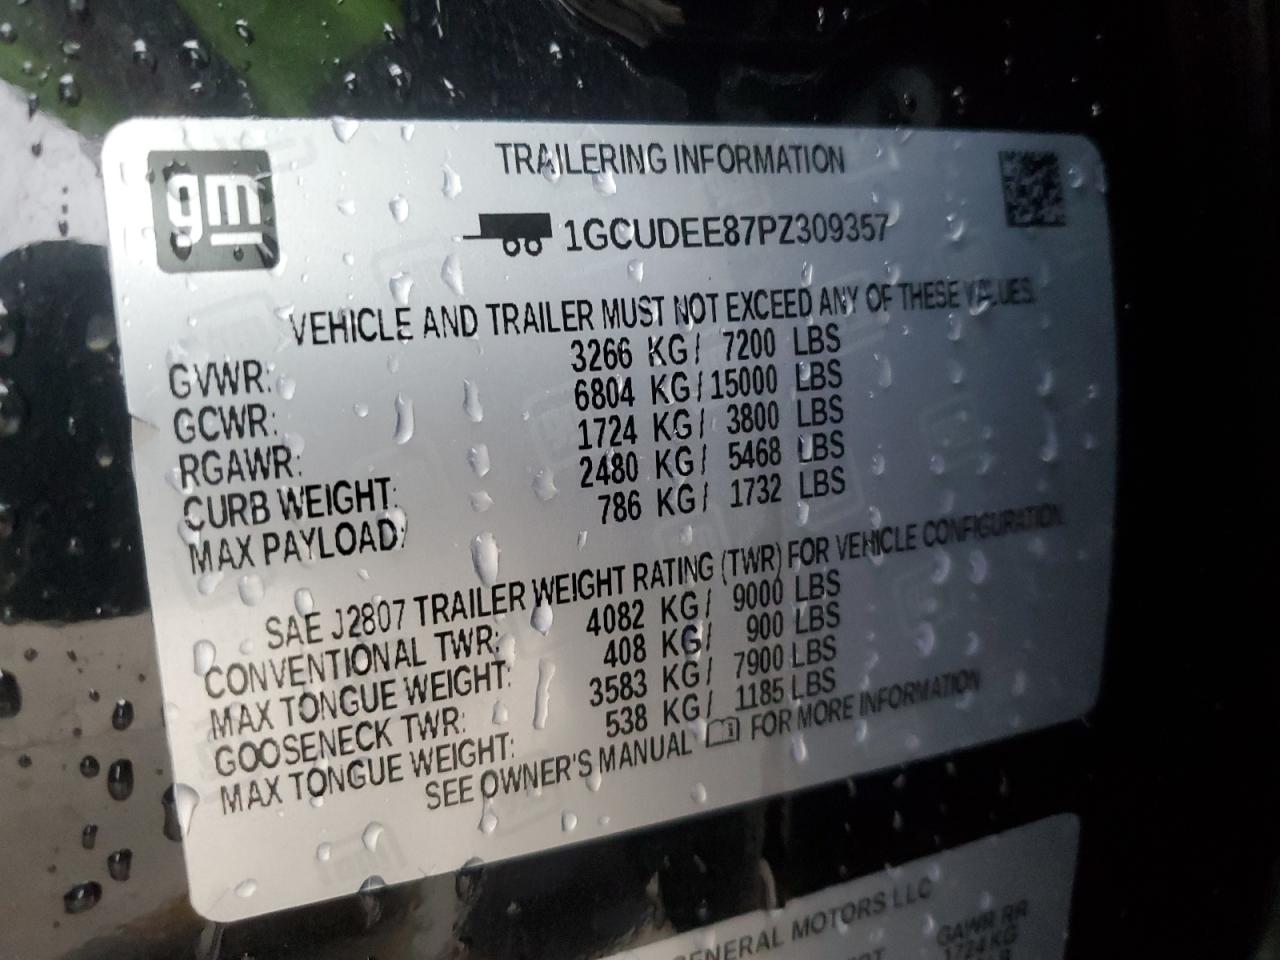 gm
TRAILERING INFORMATION
1GCUDEE87PZ309357
VEHICLE AND TRAILER MUST NOT EXCEED ANY OF THESE VALUES.
GVWR: 3266 KG/ 7200 LBS
GCWR: 6804 KG/15000 LBS
RGAWR: 1724 KG/ 3800 LBS
CURB WEIGHT: 2480 KG/ 5468 LBS
MAX PAYLOAD: 786 KG/ 1732 LBS
SAE J2807 TRAILER WEIGHT RATING (TWR) FOR VEHICLE CONFIGURATION.
CONVENTIONAL TWR: 4082 KG/ 9000 LBS
MAX TONGUE WEIGHT: 408 KG/ 900 LBS
GOOSENECK TWR: 3583 KG/ 7900 LBS
MAX TONGUE WEIGHT: 538 KG/ 1185 LBS
SEE OWNER'S MANUAL FOR MORE INFORMATION
GENERAL MOTORS LLC
GAWR RR
1724 KG